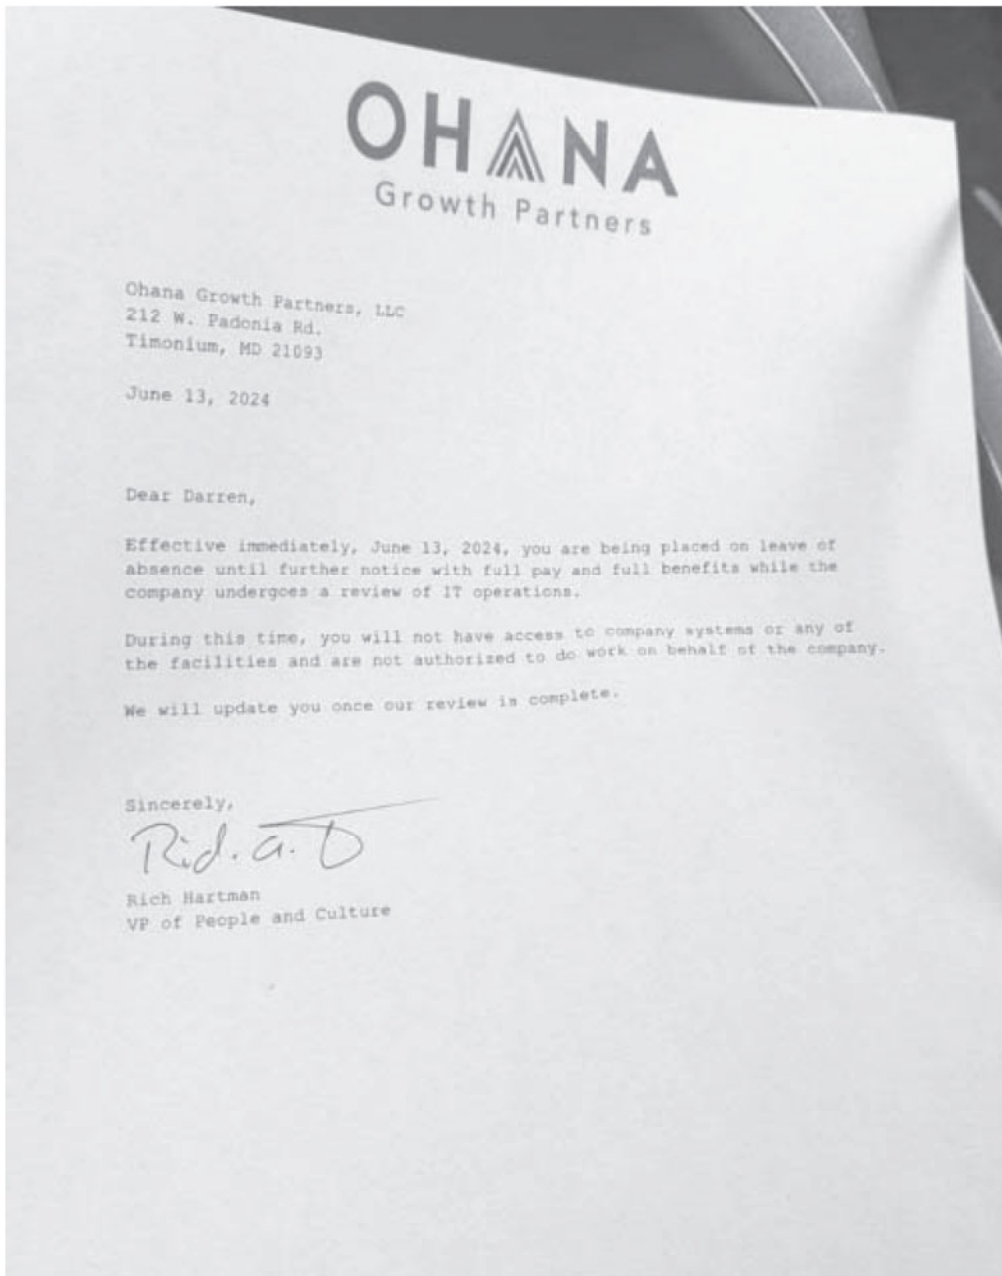 OHANA
Growth Partners
Ohana Growth Partners, LLC
212 W. Padonia Rd.
Timonium, MD 21093
June 13, 2024
Dear Darren,
Effective immediately, June 13, 2024, you are being placed on leave of
absence until further notice with full pay and full benefits while the
company undergoes a review of IT operations.
During this time, you will not have access to company systems or any of
the facilities and are not authorized to do work on behalf of the company.
We will update you once our review is complete.
Sincerely,
Rich Hartman
VP of People and Culture